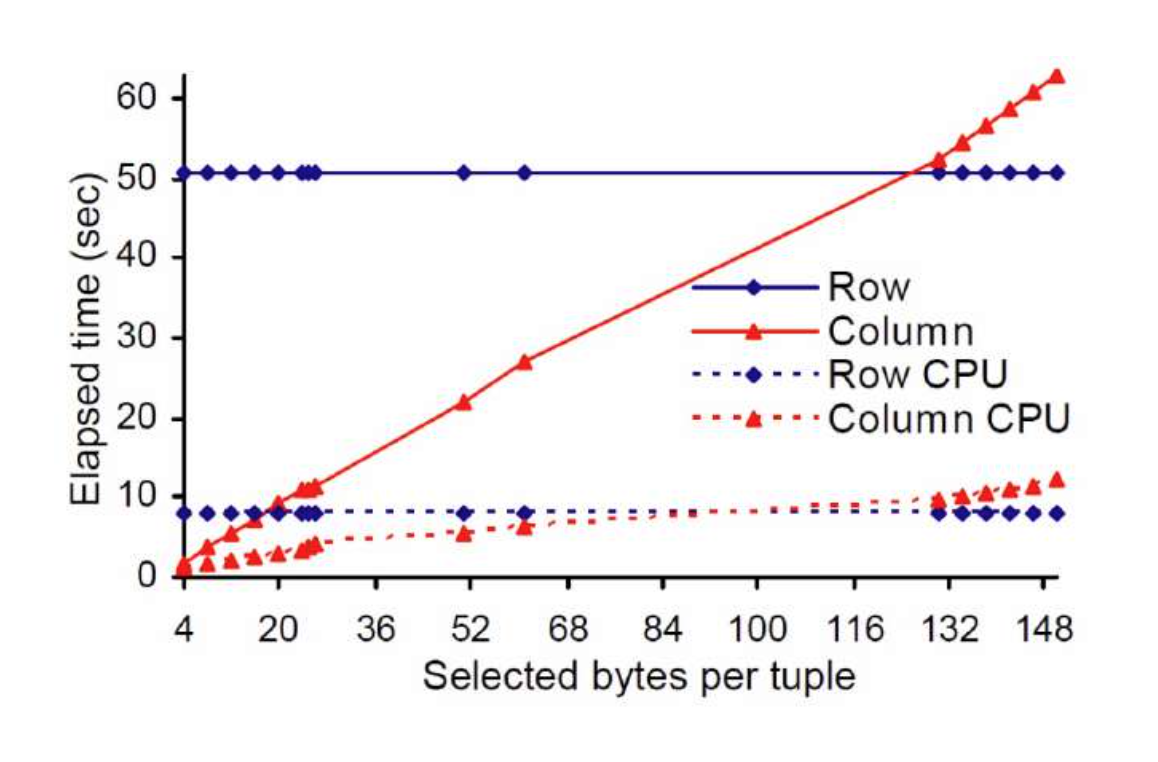 60
50
40
30
20
10
0
Elapsed time (sec)
Row
Column
Row CPU
Column CPU
4 20 36 52 68 84 100 116 132 148
Selected bytes per tuple